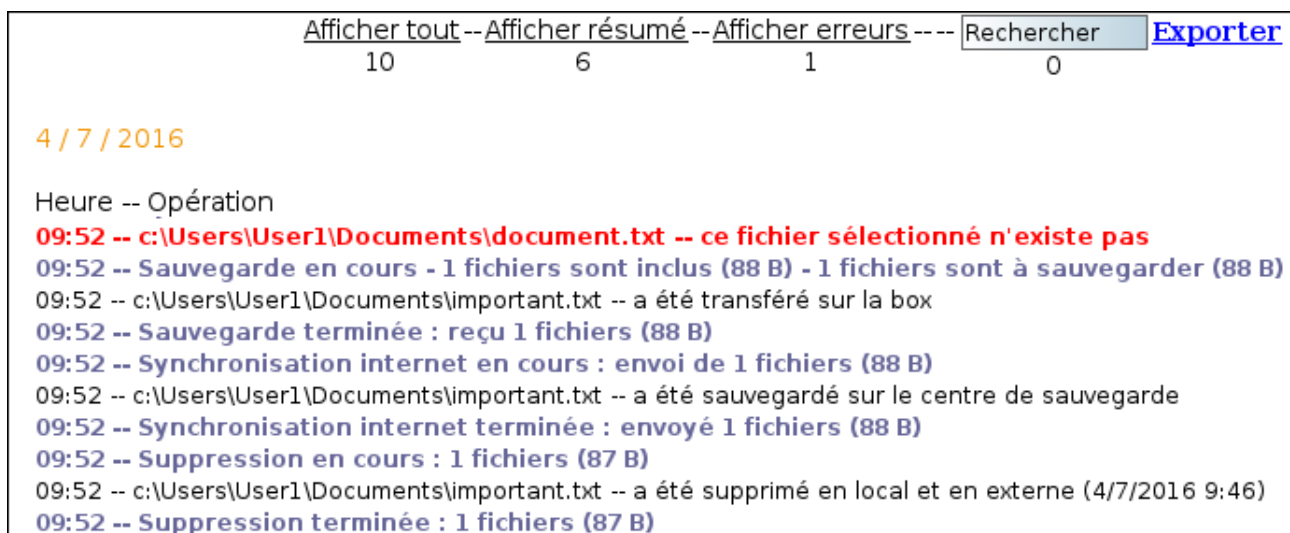 Afficher tout -- Afficher résumé -- Afficher erreurs ---- Rechercher Exporter
10 6 1 0
4 / 7 / 2016
Heure -- Opération
09:52 -- c:\Users\User1\Documents\document.txt -- ce fichier sélectionné n'existe pas
09:52 -- Sauvegarde en cours - 1 fichiers sont inclus (88 B) - 1 fichiers sont à sauvegarder (88 B)
09:52 -- c:\Users\User1\Documents\important.txt -- a été transféré sur la box
09:52 -- Sauvegarde terminée : reçu 1 fichiers (88 B)
09:52 -- Synchronisation internet en cours : envoi de 1 fichiers (88 B)
09:52 -- c:\Users\User1\Documents\important.txt -- a été sauvegardé sur le centre de sauvegarde
09:52 -- Synchronisation internet terminée : envoyé 1 fichiers (88 B)
09:52 -- Suppression en cours : 1 fichiers (87 B)
09:52 -- c:\Users\User1\Documents\important.txt -- a été supprimé en local et en externe (4/7/2016 9:46)
09:52 -- Suppression terminée : 1 fichiers (87 B)